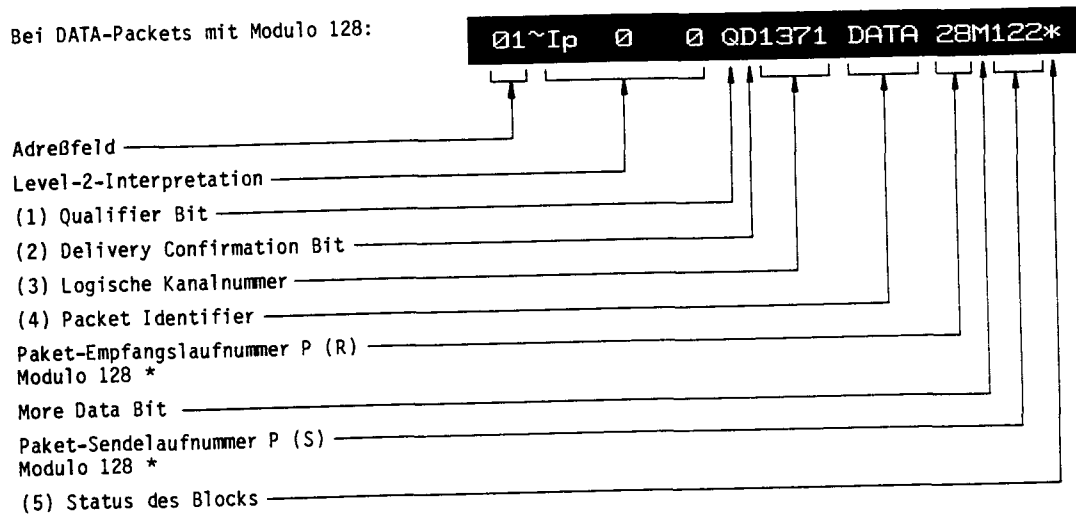 Bei DATA-Packets mit Modulo 128:
01~Ip 0 0 QD1371 DATA 28M122*
Adreßfeld
Level-2-Interpretation
(1) Qualifier Bit
(2) Delivery Confirmation Bit
(3) Logische Kanalnummer
(4) Packet Identifier
Paket-Empfangslaufnummer P (R)
Modulo 128 *
More Data Bit
Paket-Sendelaufnummer P (S)
Modulo 128 *
(5) Status des Blocks